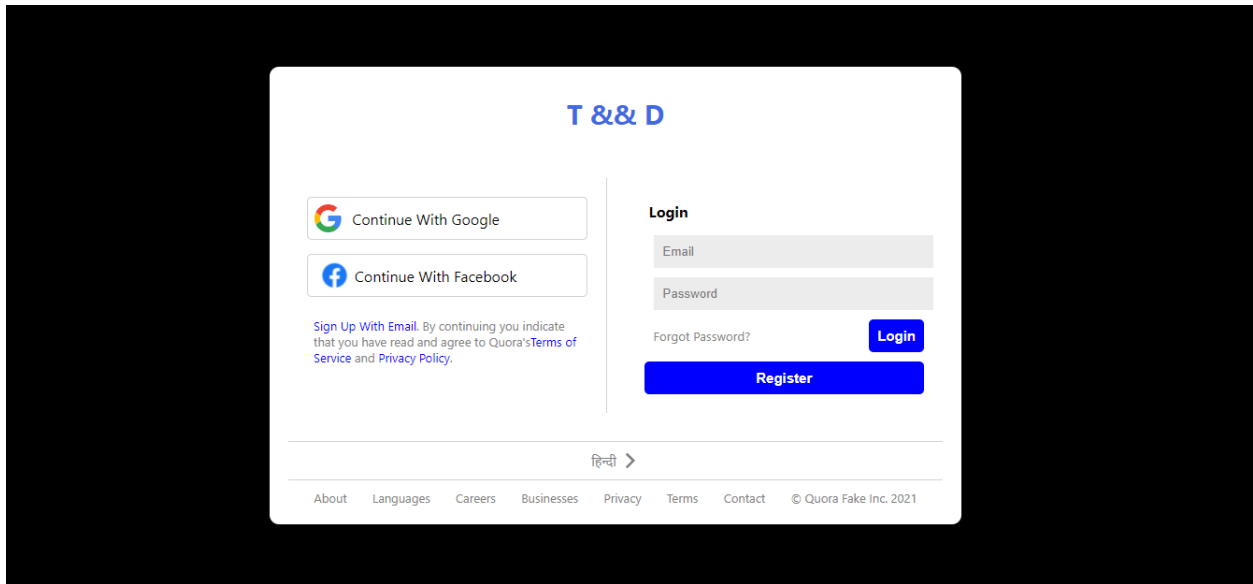 T && D
Continue With Google
Continue With Facebook
Sign Up With Email. By continuing you indicate
that you have read and agree to Quora'sTerms of
Service and Privacy Policy.
Login
Email
Password
Forgot Password?
Login
Register
हिन्दी
About Languages Careers Businesses Privacy Terms Contact © Quora Fake Inc. 2021